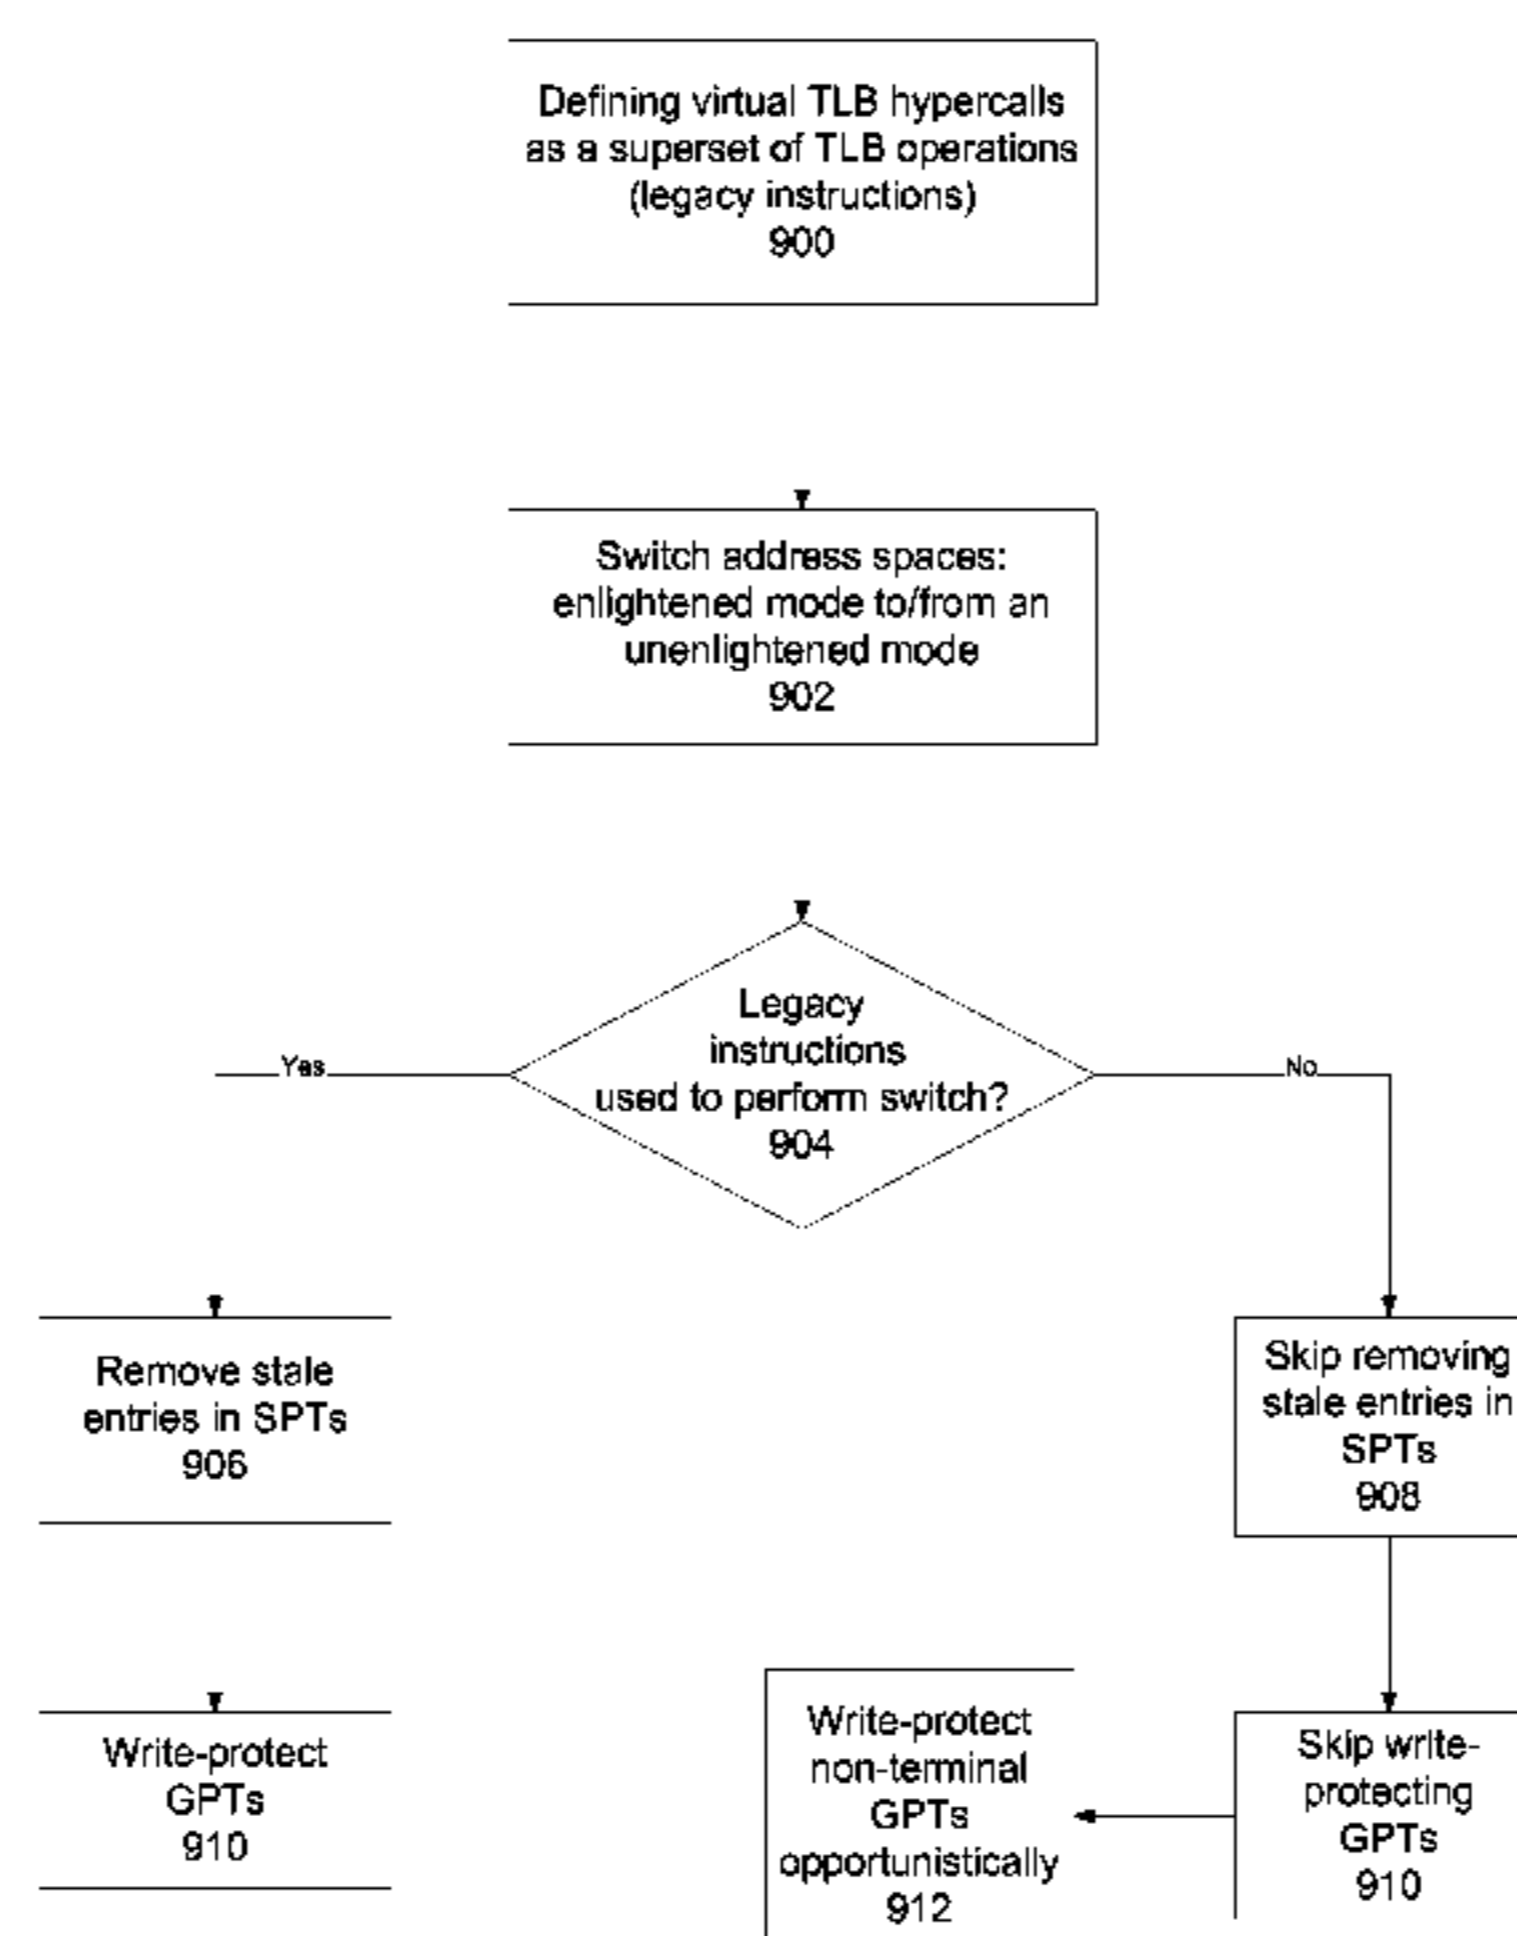 Defining virtual TLB hypercalls
as a superset of TLB operations
(legacy instructions)
900
Switch address spaces:
enlightened mode to/from an
unenlightened mode
902
Legacy
instructions
used to perform switch?
904
Yes
No
Remove stale
entries in SPTs
906
Skip removing
stale entries in
SPTs
908
Write-protect
GPTs
910
Write-protect
non-terminal
GPTs
opportunistically
912
Skip write-
protecting
GPTs
910